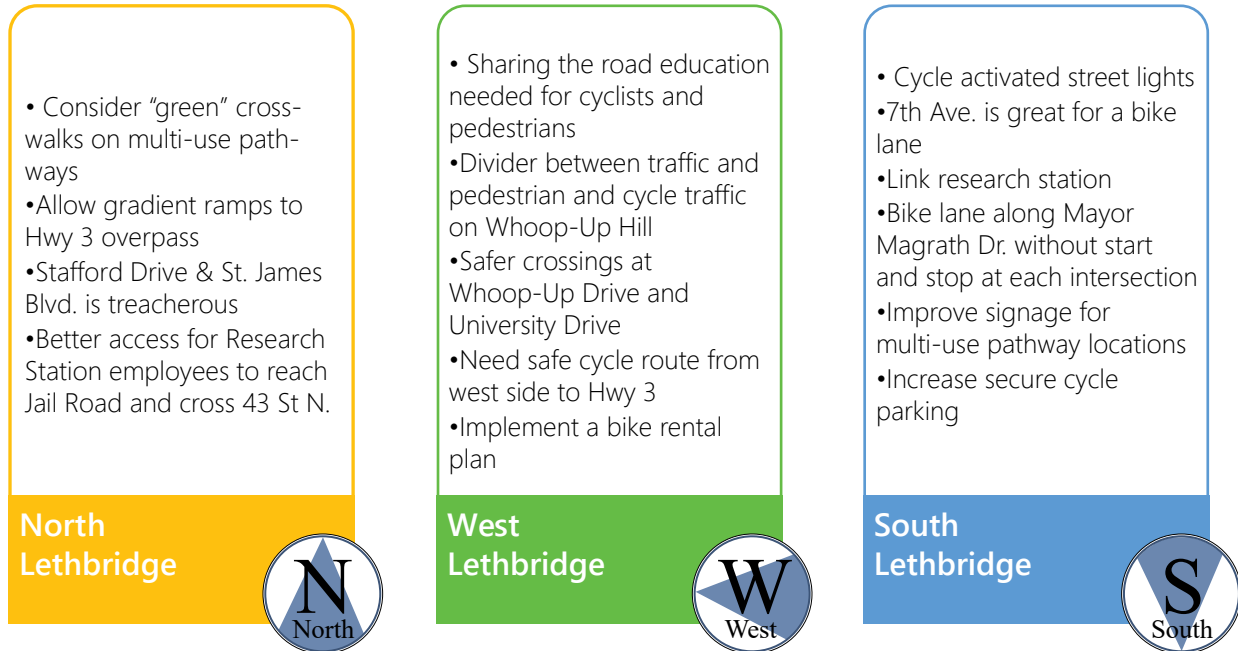 • Consider “green” cross-
walks on multi-use path-
ways
•Allow gradient ramps to
Hwy 3 overpass
•Stafford Drive & St. James
Blvd. is treacherous
•Better access for Research
Station employees to reach
Jail Road and cross 43 St N.
North
Lethbridge
N
North
• Sharing the road education
needed for cyclists and
pedestrians
•Divider between traffic and
pedestrian and cycle traffic
on Whoop-Up Hill
•Safer crossings at
Whoop-Up Drive and
University Drive
•Need safe cycle route from
west side to Hwy 3
•Implement a bike rental
plan
West
Lethbridge
W
West
• Cycle activated street lights
•7th Ave. is great for a bike
lane
•Link research station
•Bike lane along Mayor
Magrath Dr. without start
and stop at each intersection
•Improve signage for
multi-use pathway locations
•Increase secure cycle
parking
South
Lethbridge
S
South